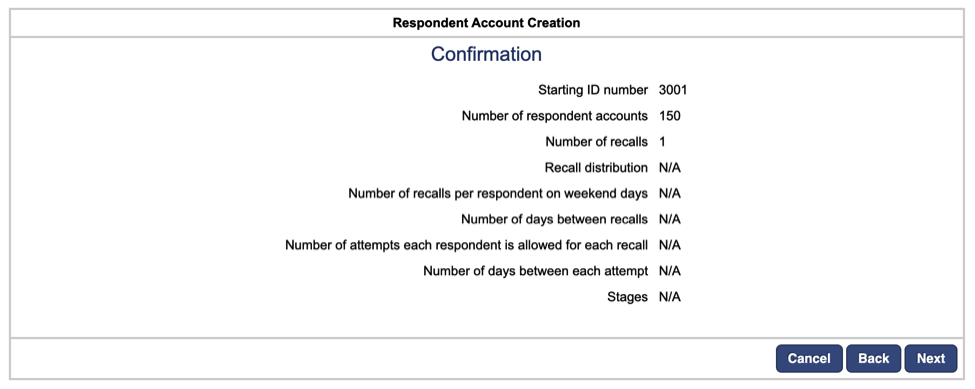 Respondent Account Creation
Confirmation
Starting ID number 3001
Number of respondent accounts 150
Number of recalls 1
Recall distribution N/A
Number of recalls per respondent on weekend days N/A
Number of days between recalls N/A
Number of attempts each respondent is allowed for each recall N/A
Number of days between each attempt N/A
Stages N/A
Cancel Back Next